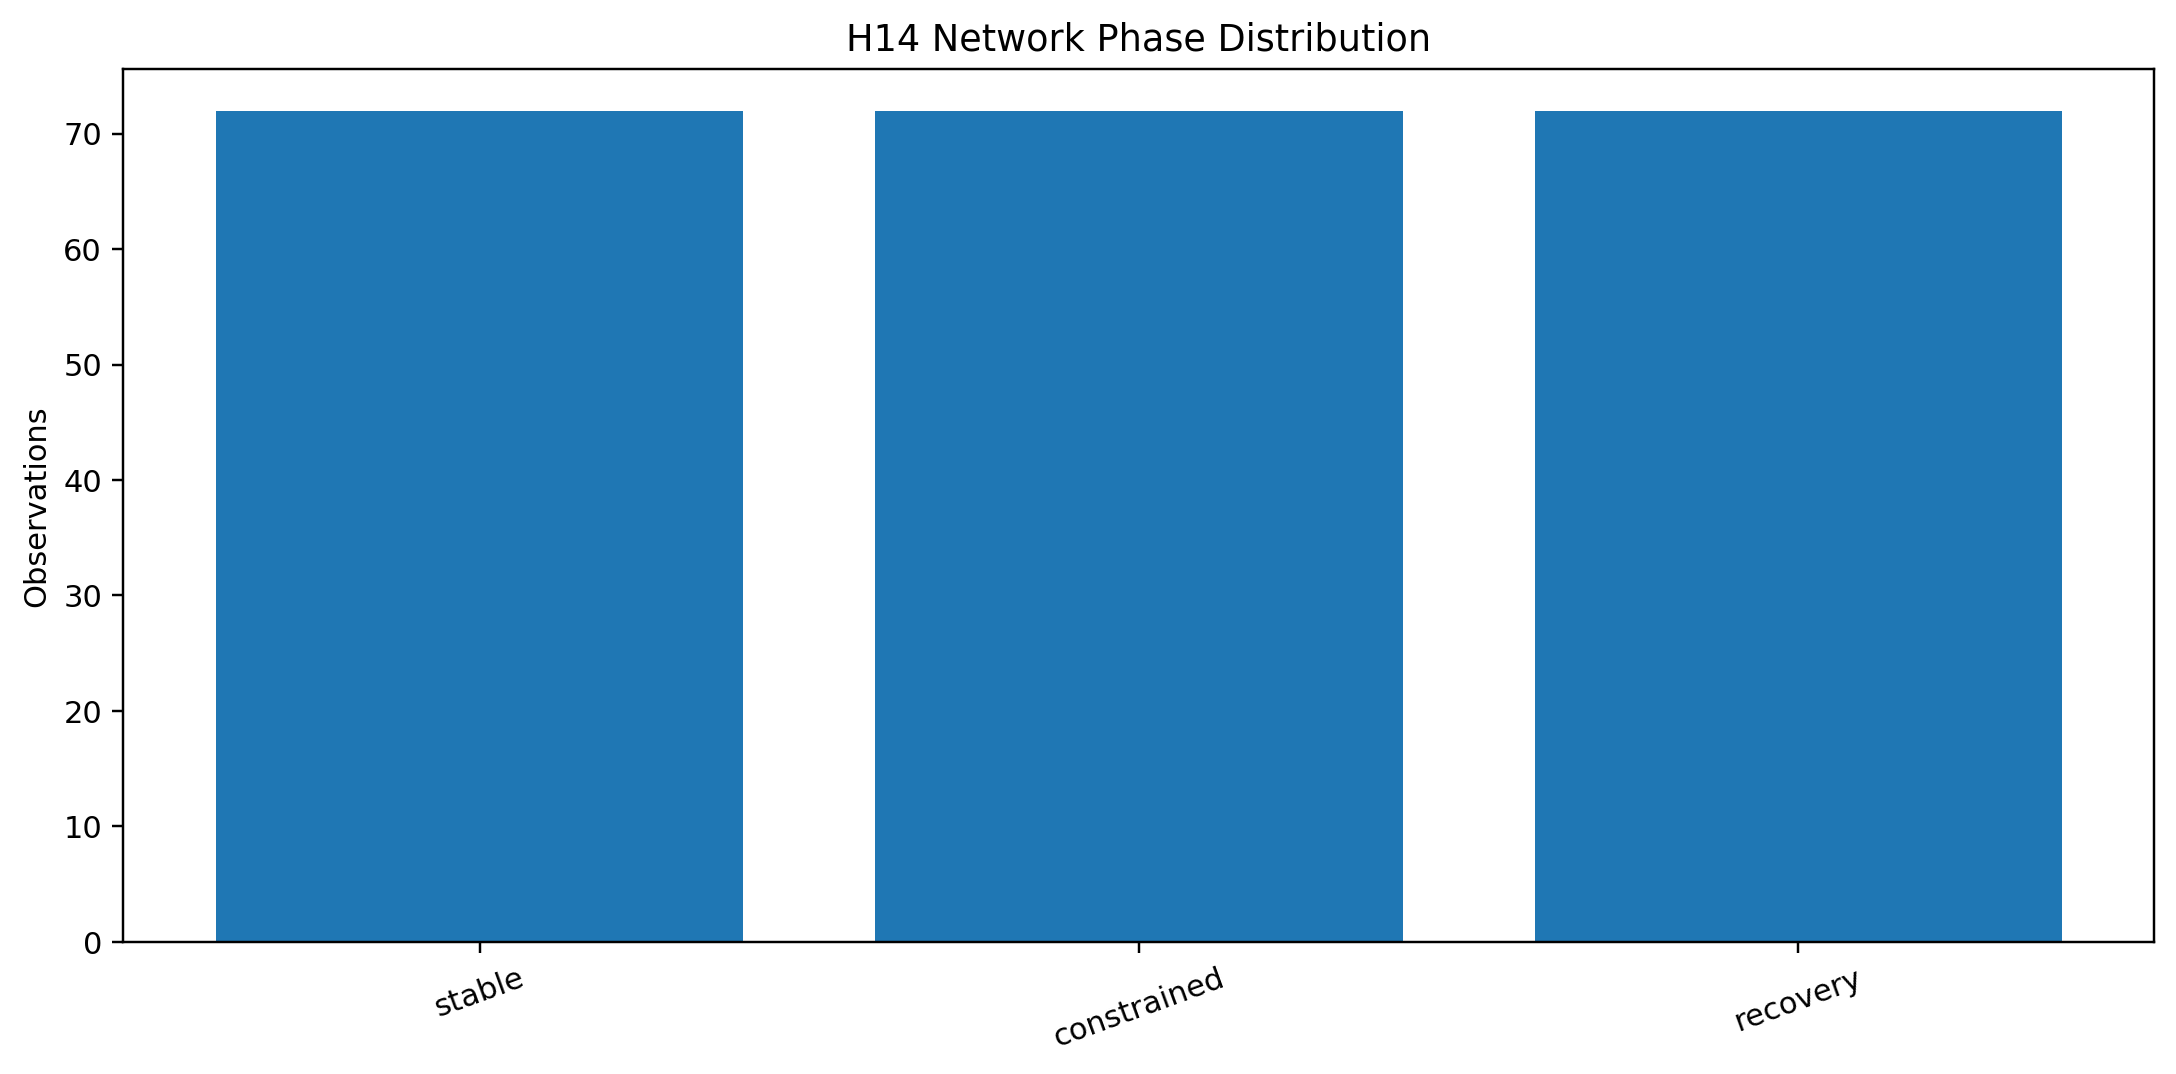 H14 Network Phase Distribution
Observations
70
60
50
40
30
20
10
0
stable
constrained
recovery